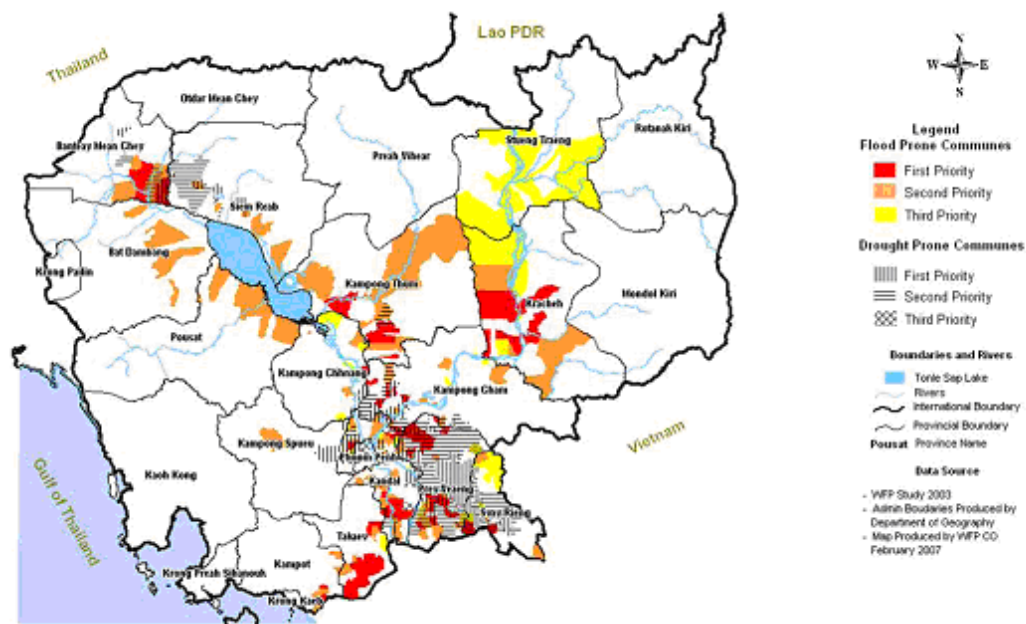 Lao PDR
Thailand
Otdar Mean Chey
Banteay Mean Chey
Preah Vihear
Stueng Traeng
Rotanak Kiri
Siem Reab
Bat Dambang
Krong Pailin
Kampong Thum
Kracheh
Mondol Kiri
Pousat
Kampong Chhnang
Kampong Cham
Kampong Spueu
Phnom Penh
Vietnam
Kaoh Kong
Kandal
Prey Veaeng
Svay Rieng
Gulf of Thailand
Takaev
Kampot
Krong Preah Sihanouk
Krong Kaeb
N
W E
S
Legend
Flood Prone Communes
First Priority
Second Priority
Third Priority
Drought Prone Communes
First Priority
Second Priority
Third Priority
Boundaries and Rivers
Tonle Sap Lake
Rivers
International Boundary
Provincial Boundary
Pousat Province Name
Data Source
- WFP Study 2003
- Admin Boudaries Produced by
Department of Geography
- Map Produced by WFP CO
February 2007